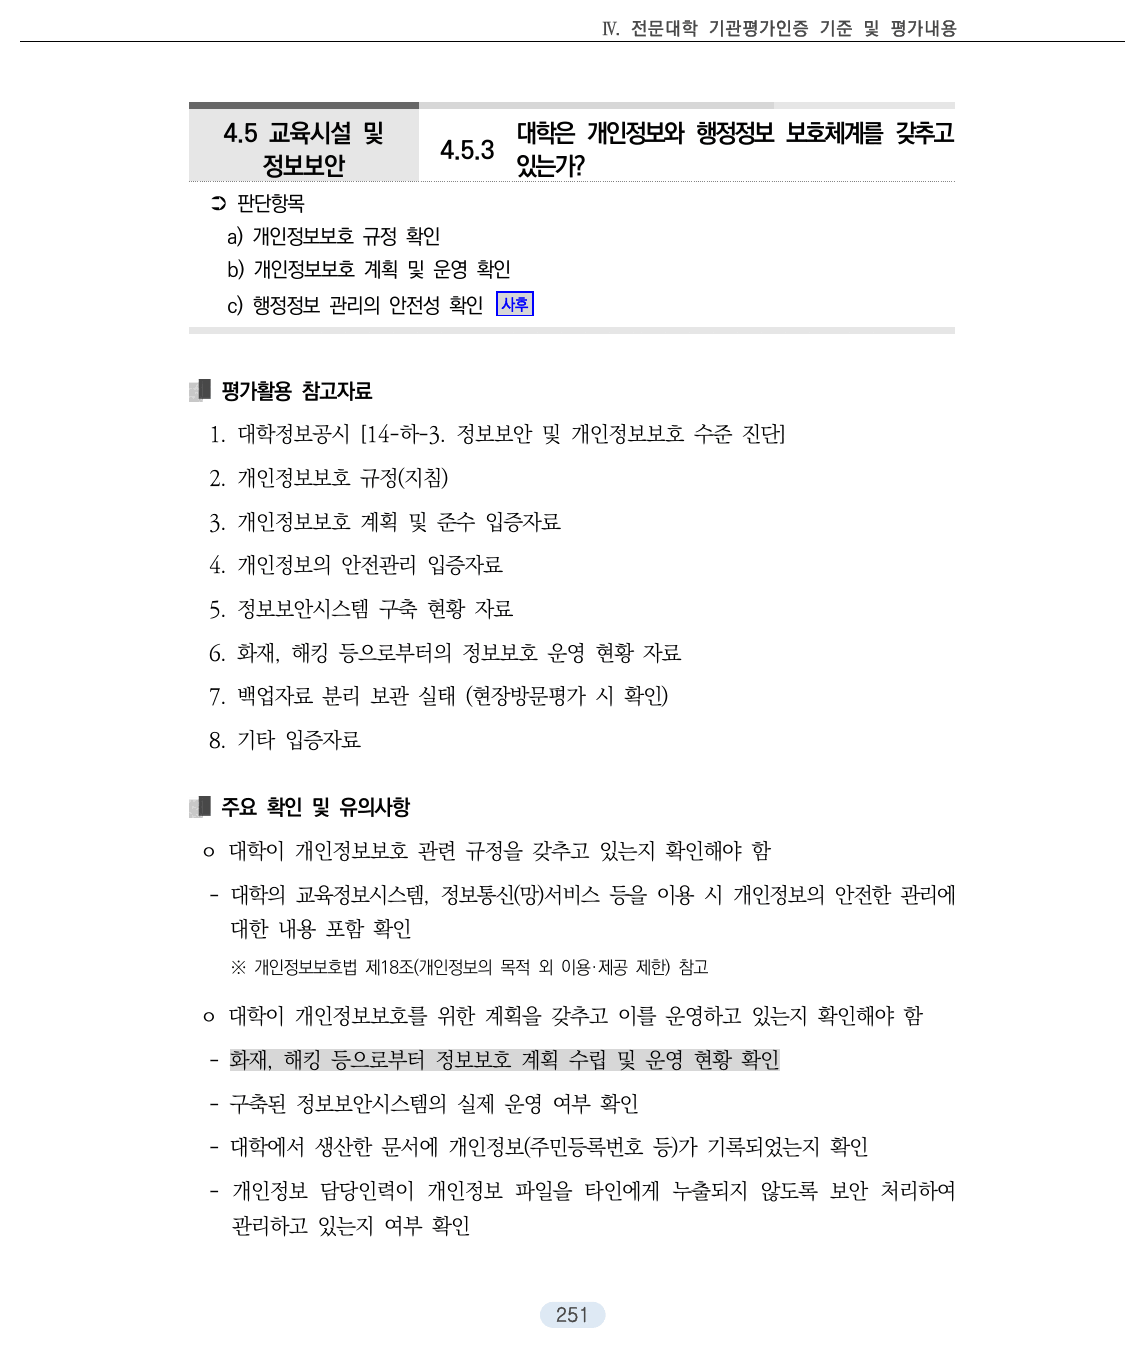 Ⅳ. 전문대학 기관평가인증 기준 및 평가내용
4.5 교육시설 및
정보보안
4.5.3
대학은 개인정보와 행정정보 보호체계를 갖추고
있는가?
➲ 판단항목
a) 개인정보보호 규정 확인
b) 개인정보보호 계획 및 운영 확인
c) 행정정보 관리의 안전성 확인 사후
평가활용 참고자료
1. 대학정보공시 [14-하-3. 정보보안 및 개인정보보호 수준 진단]
2. 개인정보보호 규정(지침)
3. 개인정보보호 계획 및 준수 입증자료
4. 개인정보의 안전관리 입증자료
5. 정보보안시스템 구축 현황 자료
6. 화재, 해킹 등으로부터의 정보보호 운영 현황 자료
7. 백업자료 분리 보관 실태 (현장방문평가 시 확인)
8. 기타 입증자료
주요 확인 및 유의사항
ㅇ 대학이 개인정보보호 관련 규정을 갖추고 있는지 확인해야 함
- 대학의 교육정보시스템, 정보통신(망)서비스 등을 이용 시 개인정보의 안전한 관리에
대한 내용 포함 확인
※ 개인정보보호법 제18조(개인정보의 목적 외 이용·제공 제한) 참고
ㅇ 대학이 개인정보보호를 위한 계획을 갖추고 이를 운영하고 있는지 확인해야 함
- 화재, 해킹 등으로부터 정보보호 계획 수립 및 운영 현황 확인
- 구축된 정보보안시스템의 실제 운영 여부 확인
- 대학에서 생산한 문서에 개인정보(주민등록번호 등)가 기록되었는지 확인
- 개인정보 담당인력이 개인정보 파일을 타인에게 누출되지 않도록 보안 처리하여
관리하고 있는지 여부 확인
251